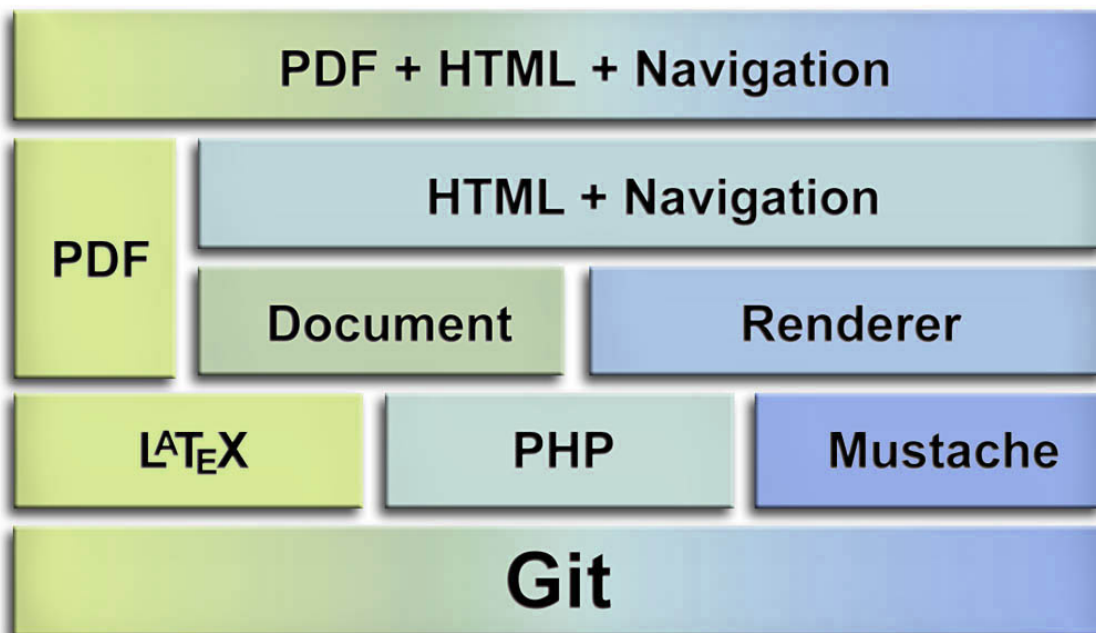 PDF + HTML + Navigation
HTML + Navigation
PDF
Document
Renderer
LATEX
PHP
Mustache
Git